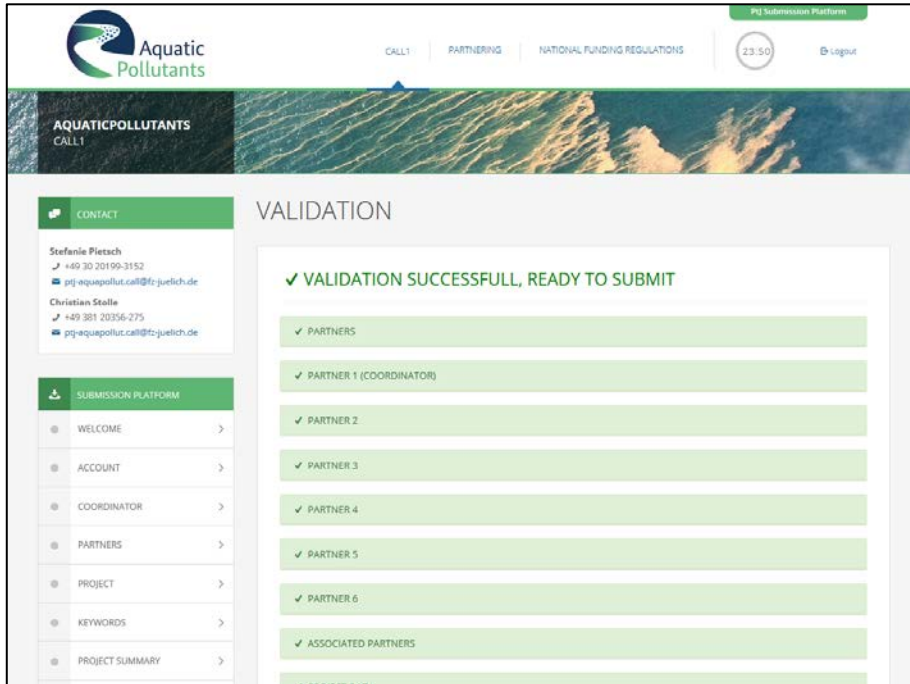 PtJ Submission Platform
Aquatic
Pollutants
CALL1
PARTNERING
NATIONAL FUNDING REGULATIONS
23:50
Logout
AQUATICPOLLUTANTS
CALL1
CONTACT
Stefanie Pietsch
+49 30 20199-3152
ptj-aquapollut.call@fz-juelich.de
Christian Stolle
+49 381 20356-275
ptj-aquapollut.call@fz-juelich.de
SUBMISSION PLATFORM
WELCOME
ACCOUNT
COORDINATOR
PARTNERS
PROJECT
KEYWORDS
PROJECT SUMMARY
VALIDATION
✓ VALIDATION SUCCESSFULL, READY TO SUBMIT
✓ PARTNERS
✓ PARTNER 1 (COORDINATOR)
✓ PARTNER 2
✓ PARTNER 3
✓ PARTNER 4
✓ PARTNER 5
✓ PARTNER 6
✓ ASSOCIATED PARTNERS